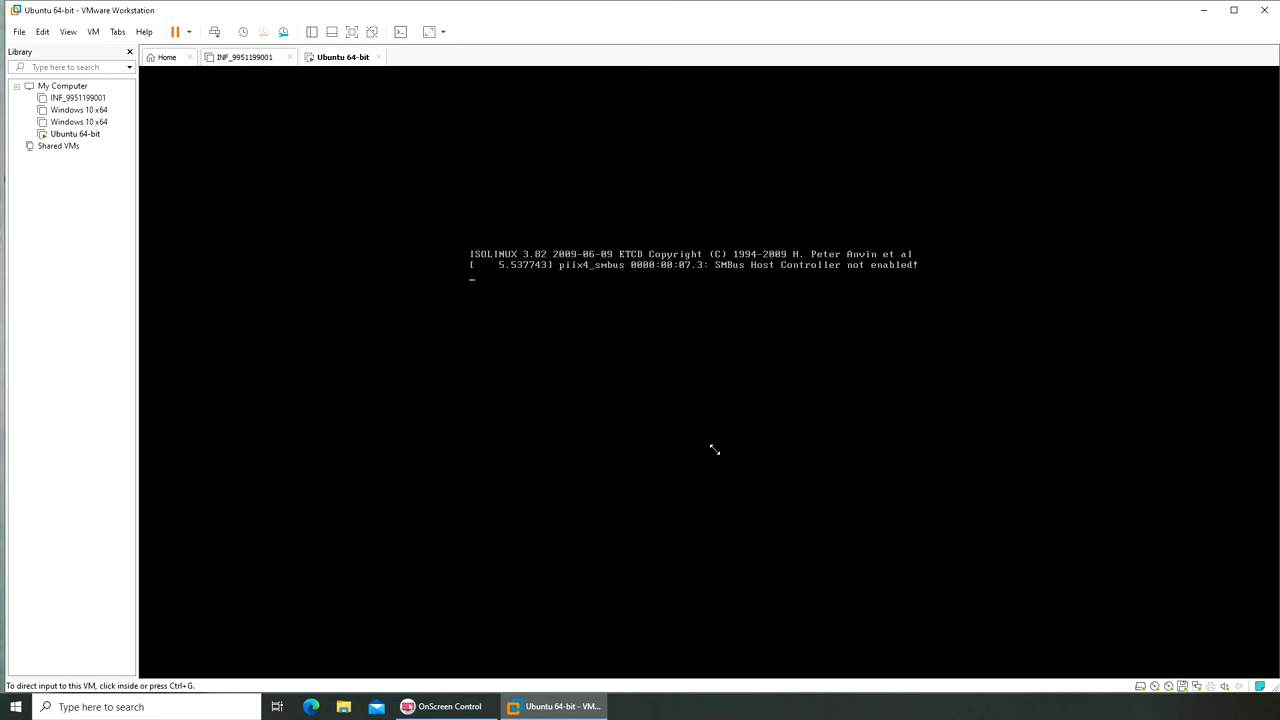 Ubuntu 64-bit - VMware Workstation
File Edit View VM Tabs Help
Library
Type here to search
Home
INF_9951199001
Ubuntu 64-bit
My Computer
INF_9951199001
Windows 10 x64
Windows 10 x64
Ubuntu 64-bit
Shared VMs
ISOLINUX 3.82 2009-06-09 ETCD Copyright (C) 1994-2009 H. Peter Anvin et al
[    5.537743] piix4_smbus 0000:00:07.3: SMBus Host Controller not enabled!
_
To direct input to this VM, click inside or press Ctrl+G.
Type here to search
OnScreen Control
Ubuntu 64-bit - VM...